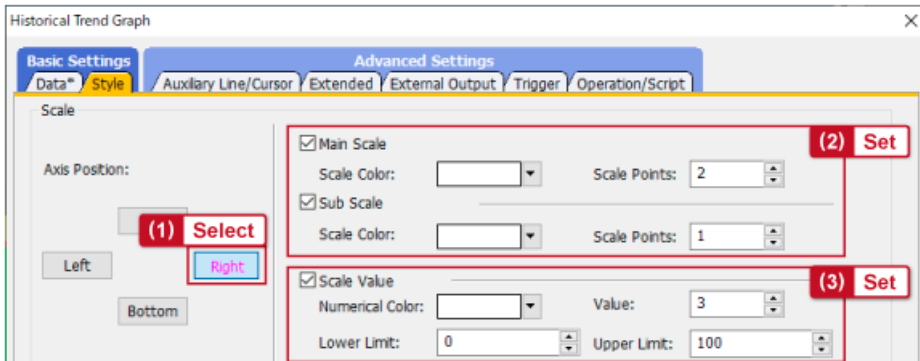 Historical Trend Graph
Basic Settings
Advanced Settings
Data* Style Auxiliary Line/Cursor Extended External Output Trigger Operation/Script
Scale
Axis Position:
(1) Select
Left
Right
Bottom
(2) Set
Main Scale
Scale Color: Scale Points: 2
Sub Scale
Scale Color: Scale Points: 1
(3) Set
Scale Value
Numerical Color: Value: 3
Lower Limit: 0 Upper Limit: 100